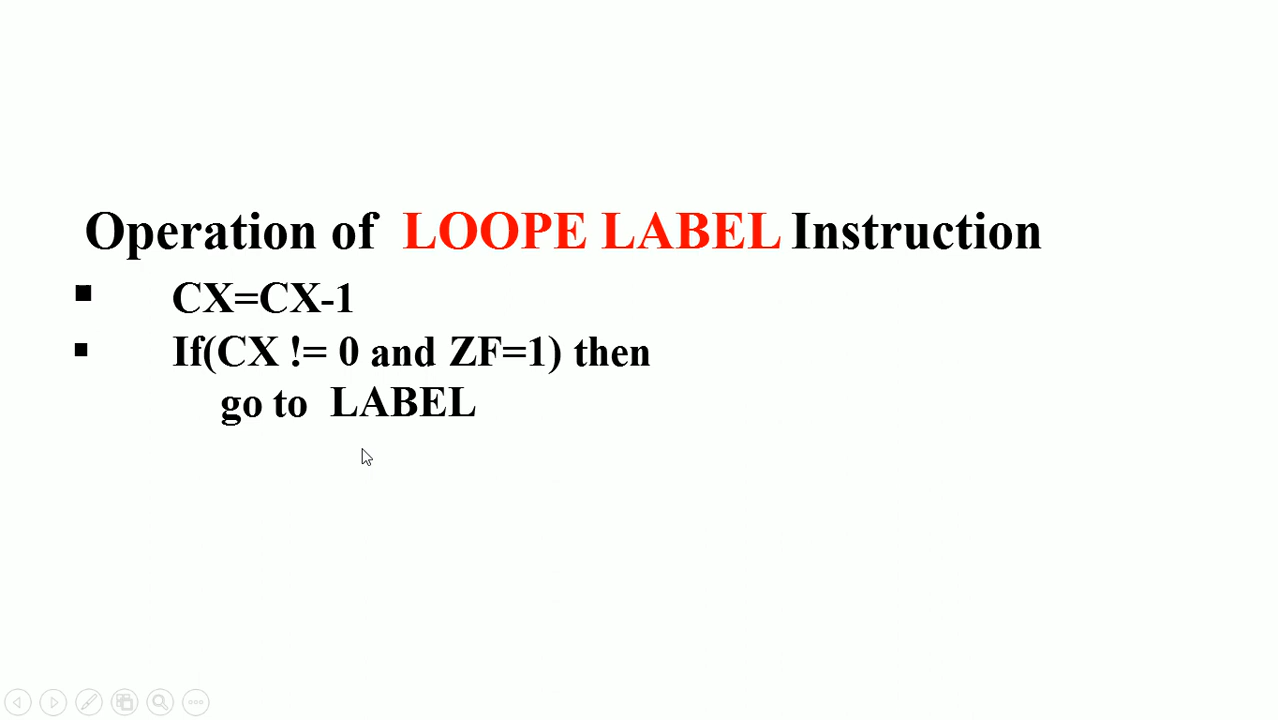 Operation of LOOPE LABEL Instruction
▪ CX=CX-1
▪ If(CX != 0 and ZF=1) then
go to LABEL